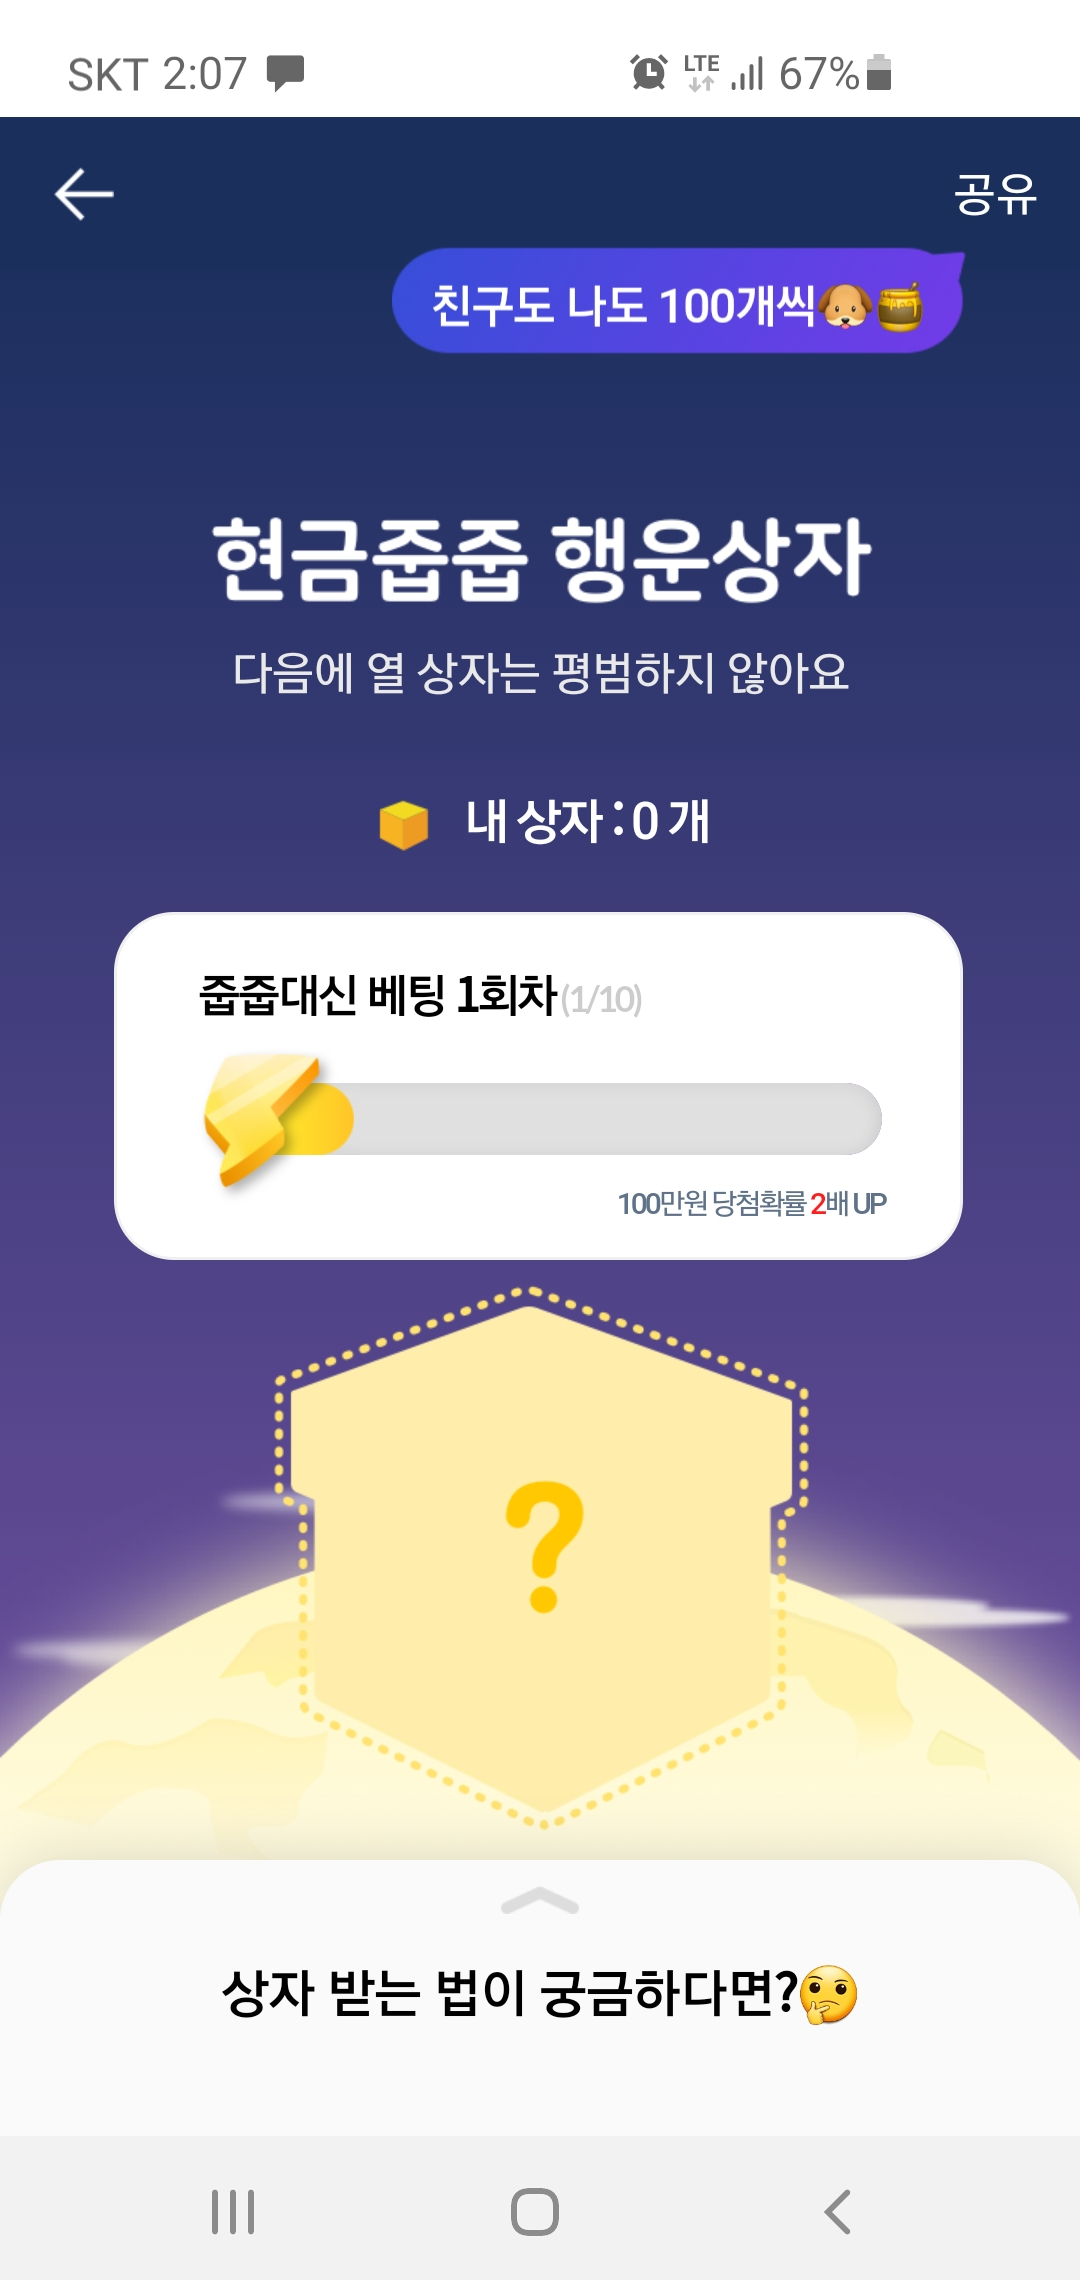 SKT 2:07
LTE
67%
공유
친구도 나도 100개씩🐶🍯
현금줍줍 행운상자
다음에 열 상자는 평범하지 않아요
내 상자 : 0 개
줍줍대신 베팅 1회차(1/10)
100만원 당첨확률 2배 UP
?
상자 받는 법이 궁금하다면?🤔